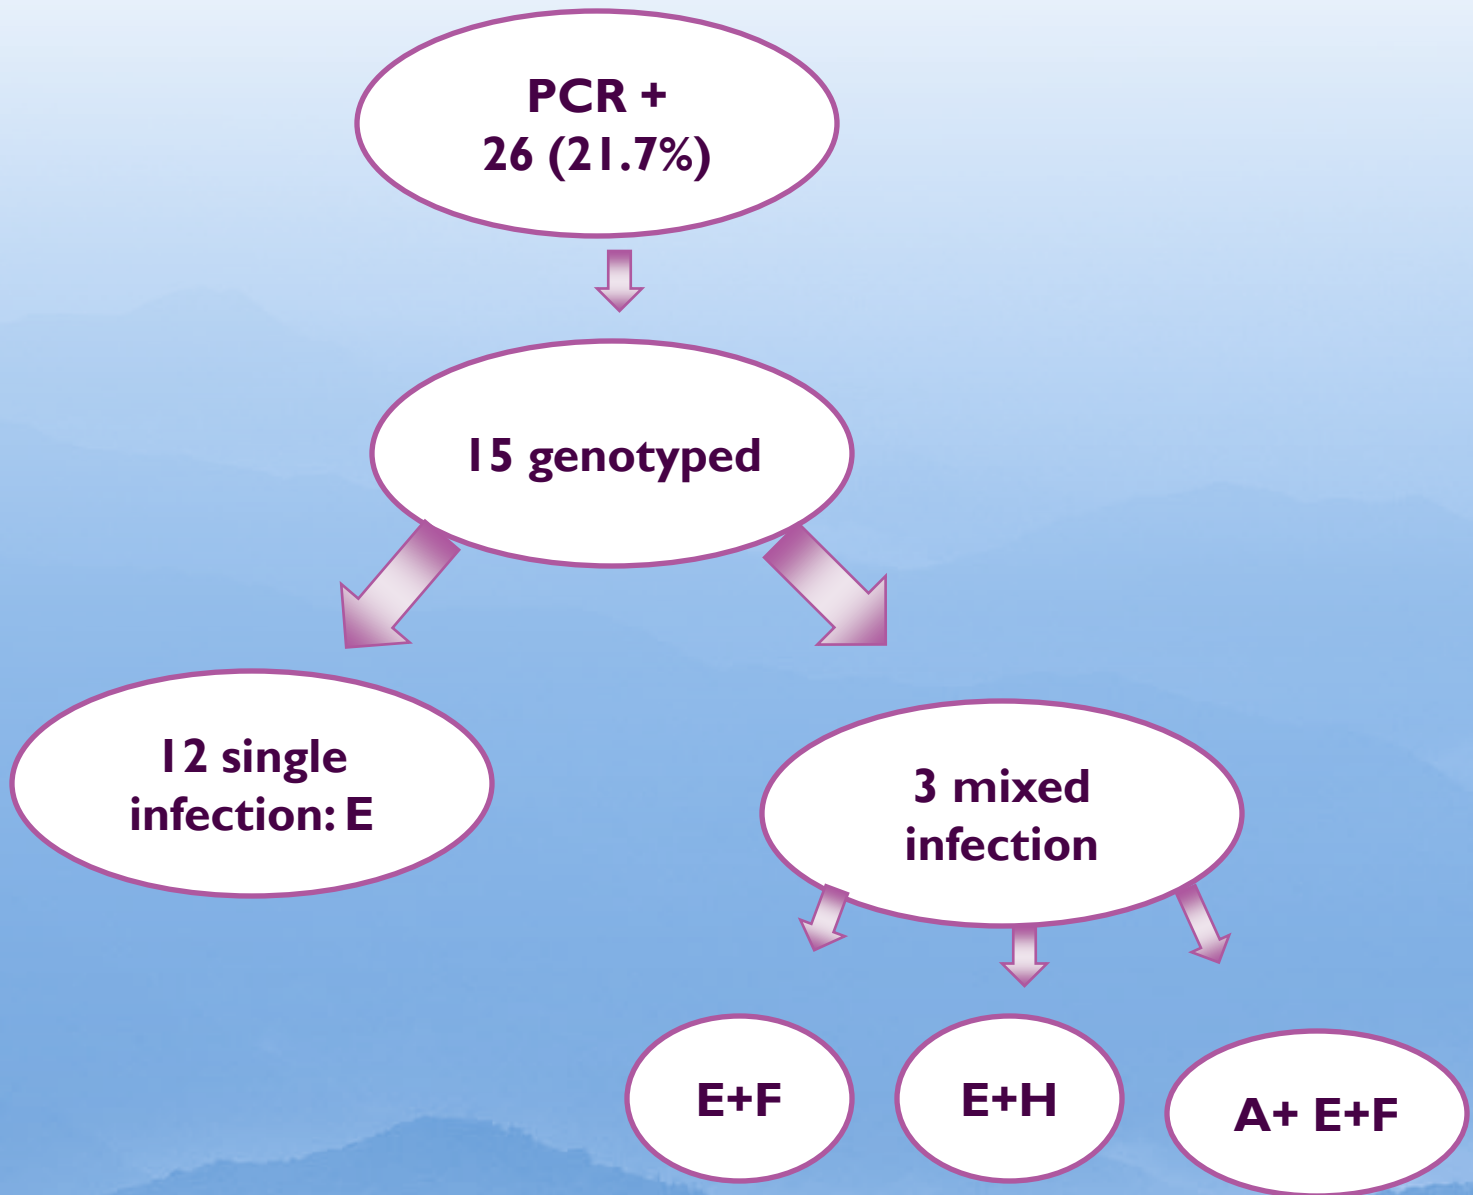 PCR +
26 (21.7%)
15 genotyped
12 single
infection: E
3 mixed
infection
E+F
E+H
A+ E+F